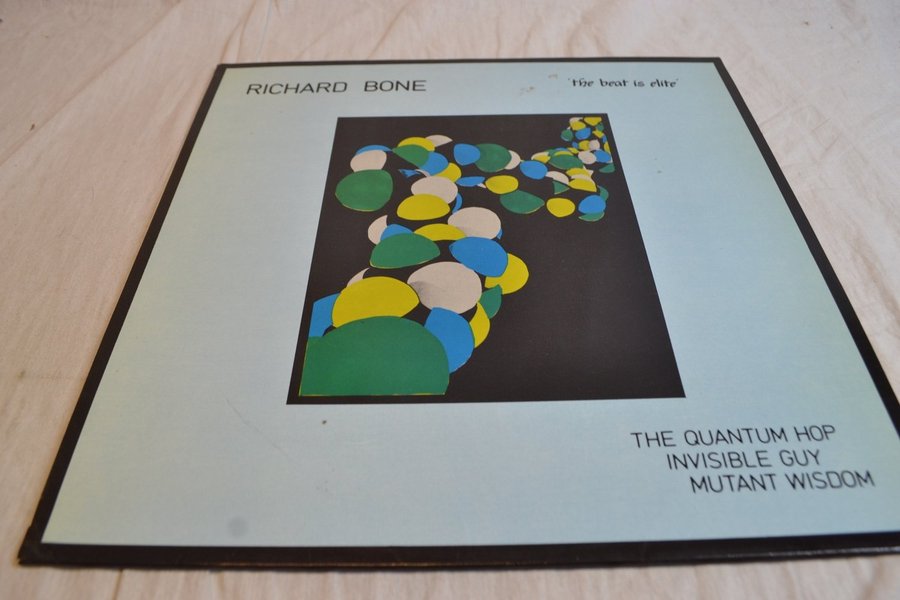 RICHARD BONE
'the beat is elite'
THE QUANTUM HOP
INVISIBLE GUY
MUTANT WISDOM